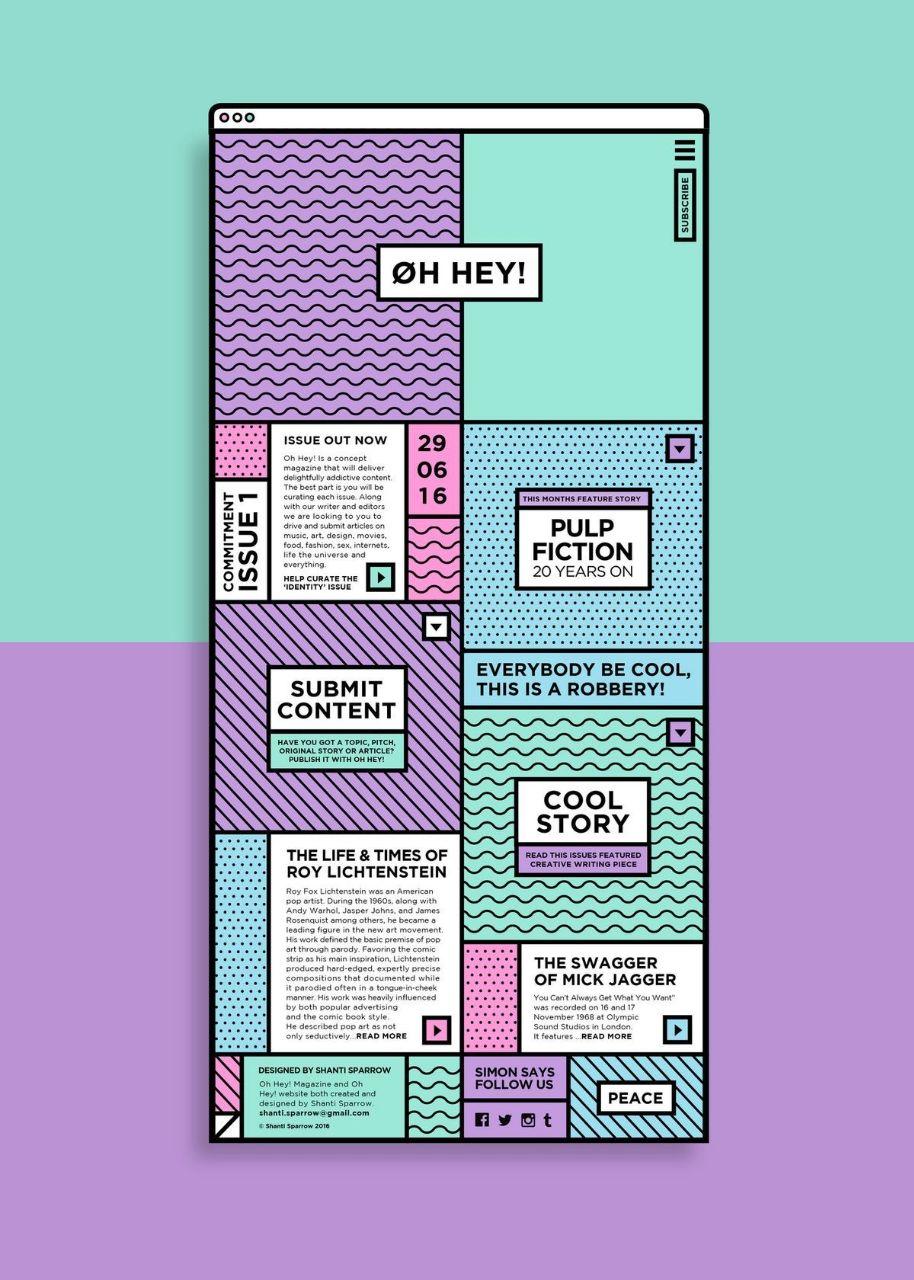 SUBSCRIBE
ØH HEY!
COMMITMENT
ISSUE 1
ISSUE OUT NOW
Oh Hey! Is a concept
magazine that will deliver
delightfully addictive content.
The best part is you will be
curating each issue. Along
with our writer and editors
we are looking to you to
drive and submit articles on
music, art, design, movies,
food, fashion, sex, internets,
life the universe and
everything.
HELP CURATE THE
'IDENTITY' ISSUE
29
06
16
THIS MONTHS FEATURE STORY
PULP
FICTION
20 YEARS ON
EVERYBODY BE COOL,
THIS IS A ROBBERY!
SUBMIT
CONTENT
HAVE YOU GOT A TOPIC, PITCH,
ORIGINAL STORY OR ARTICLE?
PUBLISH IT WITH OH HEY!
COOL
STORY
READ THIS ISSUES FEATURED
CREATIVE WRITING PIECE
THE LIFE & TIMES OF
ROY LICHTENSTEIN
Roy Fox Lichtenstein was an American
pop artist. During the 1960s, along with
Andy Warhol, Jasper Johns, and James
Rosenquist among others, he became a
leading figure in the new art movement.
His work defined the basic premise of pop
art through parody. Favoring the comic
strip as his main inspiration, Lichtenstein
produced hard-edged, expertly precise
compositions that documented while
it parodied often in a tongue-in-cheek
manner. His work was heavily influenced
by both popular advertising
and the comic book style.
He described pop art as not
only seductively...READ MORE
THE SWAGGER
OF MICK JAGGER
You Can't Always Get What You Want"
was recorded on 16 and 17
November 1968 at Olympic
Sound Studios in London.
It features ...READ MORE
DESIGNED BY SHANTI SPARROW
Oh Hey! Magazine and Oh
Hey! website both created and
designed by Shanti Sparrow.
shanti.sparrow@gmail.com
© Shanti Sparrow 2016
SIMON SAYS
FOLLOW US
PEACE